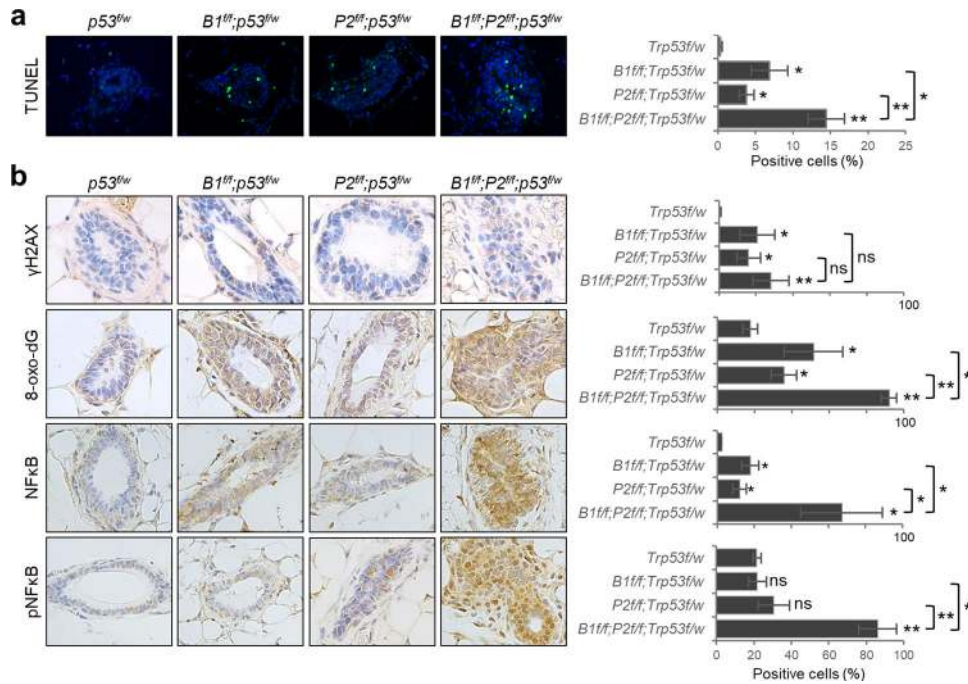 a
p53f/w B1f/f;p53f/w P2f/f;p53f/w B1f/f;P2f/f;p53f/w
TUNEL
Trp53f/w
B1f/f;Trp53f/w *
P2f/f;Trp53f/w *
B1f/f;P2f/f;Trp53f/w ** ** *
0 5 10 15 20 25
Positive cells (%)
b
p53f/w B1f/f;p53f/w P2f/f;p53f/w B1f/f;P2f/f;p53f/w
γH2AX
Trp53f/w
B1f/f;Trp53f/w *
P2f/f;Trp53f/w *
B1f/f;P2f/f;Trp53f/w ** ns ns
100
8-oxo-dG
Trp53f/w
B1f/f;Trp53f/w *
P2f/f;Trp53f/w *
B1f/f;P2f/f;Trp53f/w ** ** *
100
NFκB
Trp53f/w
B1f/f;Trp53f/w *
P2f/f;Trp53f/w *
B1f/f;P2f/f;Trp53f/w * * *
100
pNFκB
Trp53f/w
B1f/f;Trp53f/w ns
P2f/f;Trp53f/w ns
B1f/f;P2f/f;Trp53f/w ** ** *
0 20 40 60 80 100
Positive cells (%)